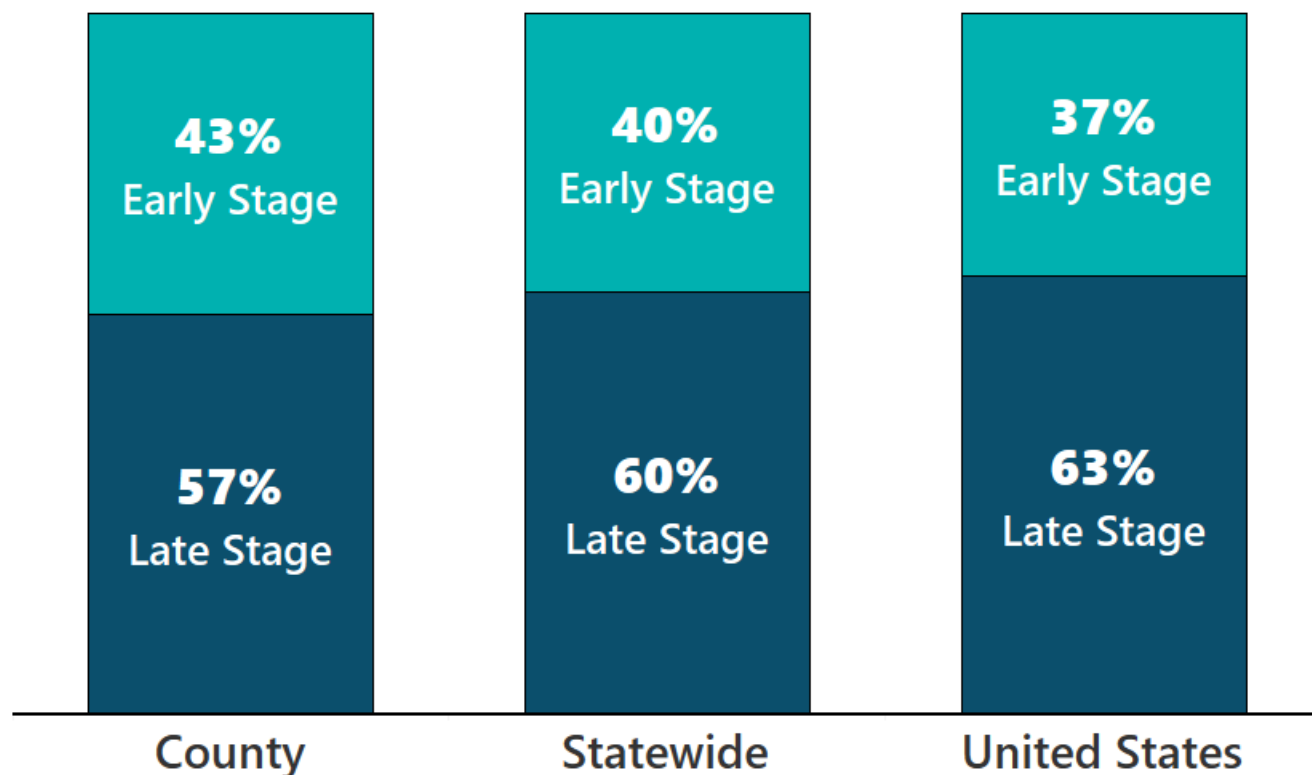 43%
Early Stage
40%
Early Stage
37%
Early Stage
57%
Late Stage
60%
Late Stage
63%
Late Stage
County
Statewide
United States